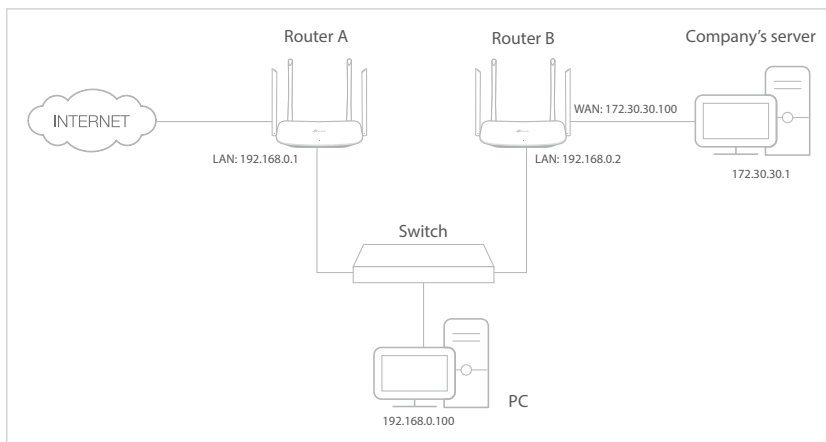 Router A
Router B
Company's server
INTERNET
WAN: 172.30.30.100
LAN: 192.168.0.1
LAN: 192.168.0.2
172.30.30.1
Switch
PC
192.168.0.100